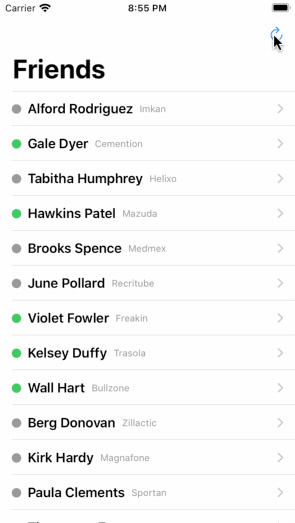 Carrier 8:55 PM
Friends
Alford Rodriguez Imkan
Gale Dyer Cemention
Tabitha Humphrey Helixo
Hawkins Patel Mazuda
Brooks Spence Medmex
June Pollard Recritube
Violet Fowler Freakin
Kelsey Duffy Trasola
Wall Hart Bullzone
Berg Donovan Zillactic
Kirk Hardy Magnafone
Paula Clements Sportan